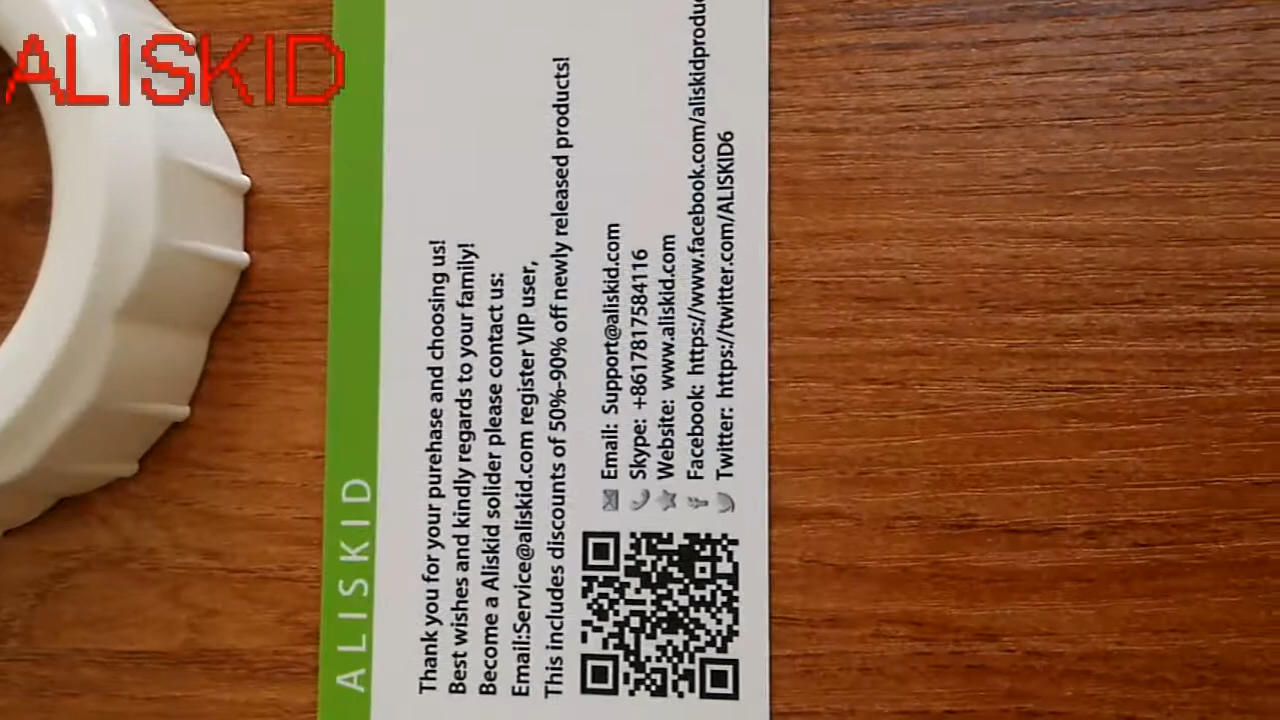 ALISKID
ALISKID
Thank you for your purehase and choosing us!
Best wishes and kindly regards to your family!
Become a Aliskid solider please contact us:
Email:Service@aliskid.com register VIP user,
This includes discounts of 50%-90% off newly released products!
Email: Support@aliskid.com
Skype: +8617817584116
Website: www.aliskid.com
Facebook: https://www.facebook.com/aliskidproduc
Twitter: https://twitter.com/ALISKID6